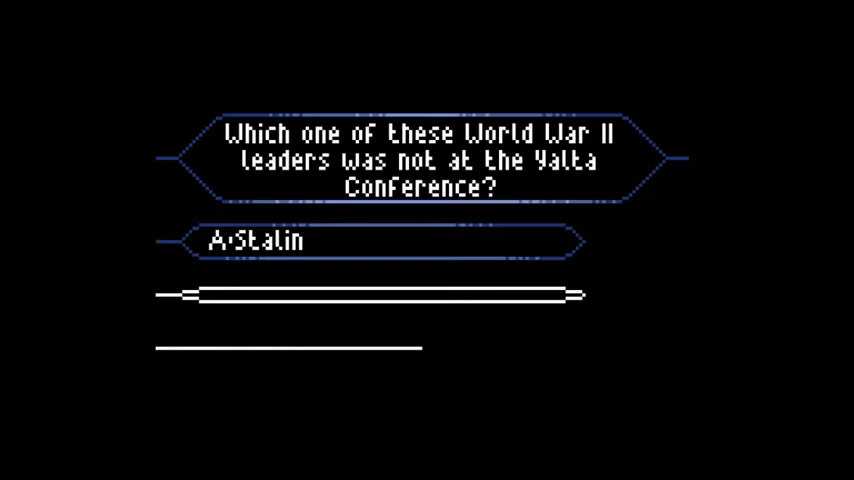 Which one of these World War II
leaders was not at the Yalta
Conference?
A:Stalin